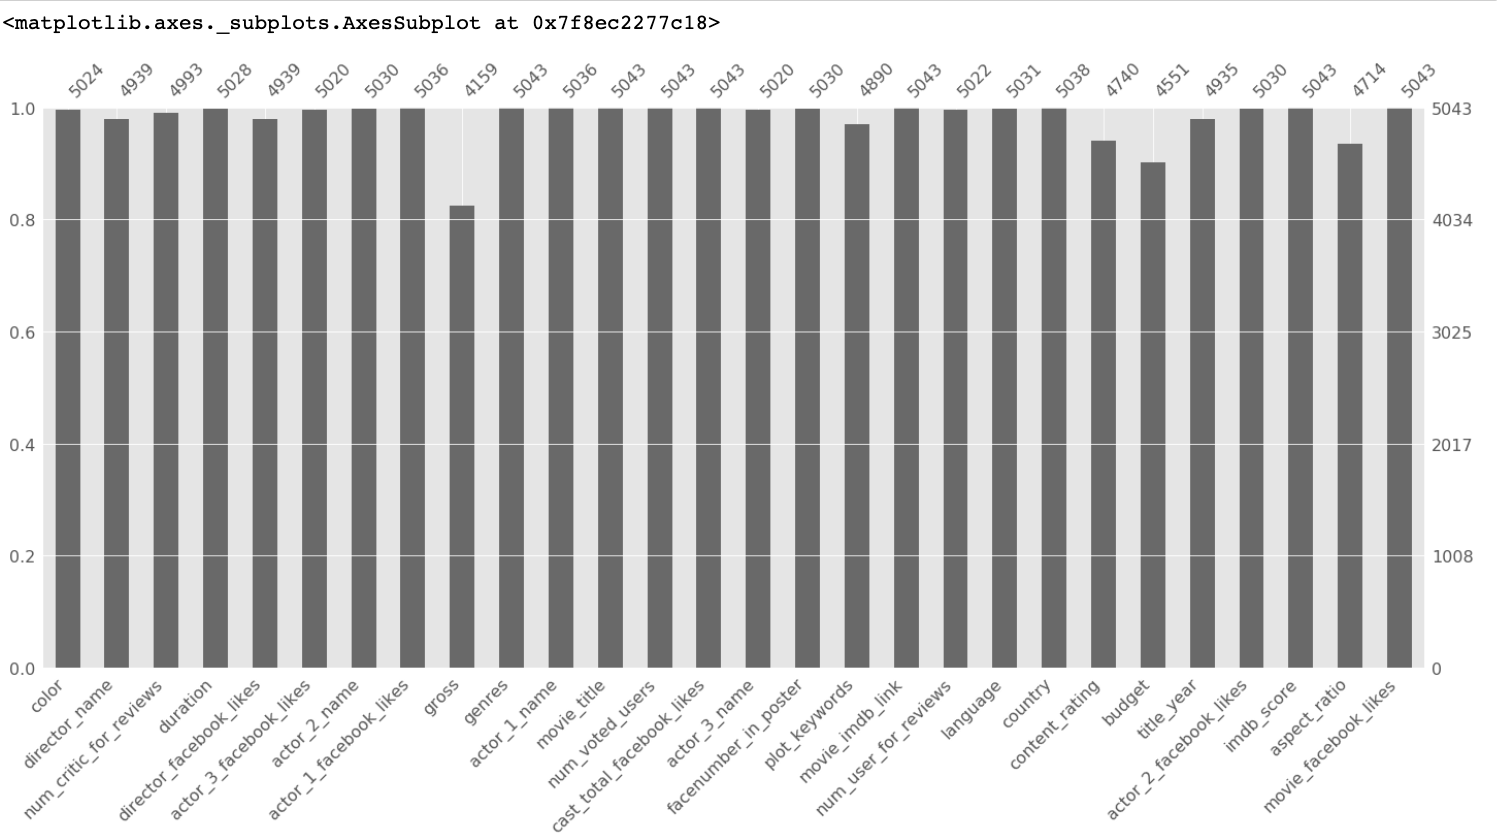 <matplotlib.axes._subplots.AxesSubplot at 0x7f8ec2277c18>
5024 4939 4993 5028 4939 5020 5030 5036 4159 5043 5036 5043 5043 5043 5020 5030 4890 5043 5022 5031 5038 4740 4551 4935 5030 5043 4714 5043
1.0 5043
0.8 4034
0.6 3025
0.4 2017
0.2 1008
0.0 0
color
director_name
num_critic_for_reviews
duration
director_facebook_likes
actor_3_facebook_likes
actor_2_name
actor_1_facebook_likes
gross
genres
actor_1_name
movie_title
num_voted_users
cast_total_facebook_likes
actor_3_name
facenumber_in_poster
plot_keywords
movie_imdb_link
num_user_for_reviews
language
country
content_rating
budget
title_year
actor_2_facebook_likes
imdb_score
aspect_ratio
movie_facebook_likes